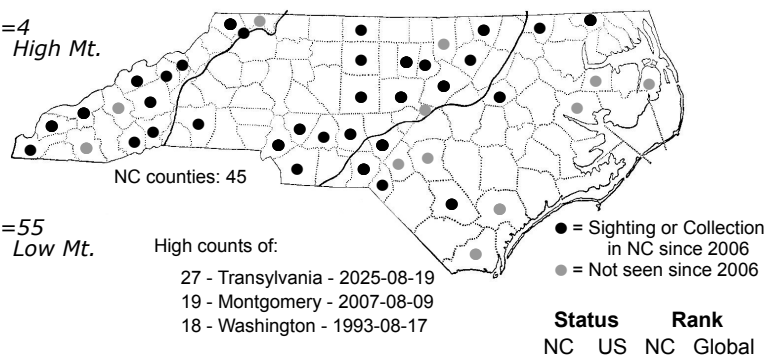 =4
High Mt.
NC counties: 45
=55
Low Mt.
High counts of:
27 - Transylvania - 2025-08-19
19 - Montgomery - 2007-08-09
18 - Washington - 1993-08-17
● = Sighting or Collection
in NC since 2006
● = Not seen since 2006
Status Rank
NC US NC Global